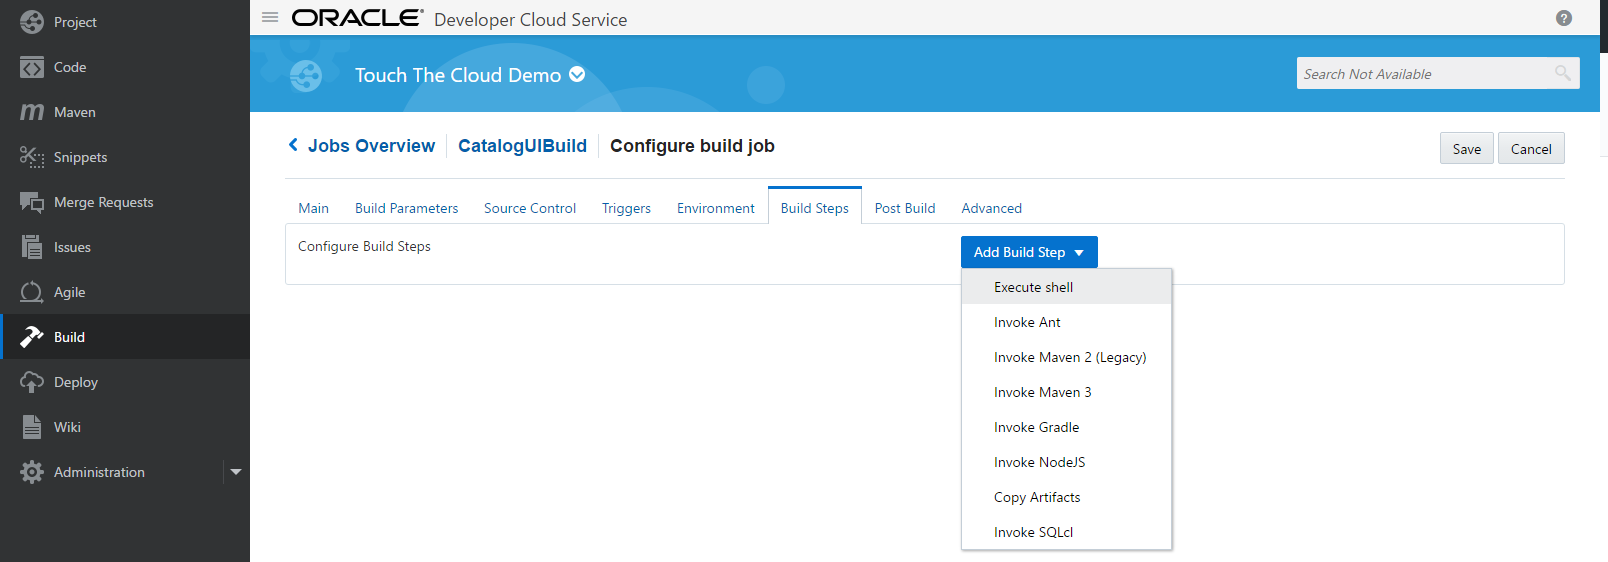 Project
Code
Maven
Snippets
Merge Requests
Issues
Agile
Build
Deploy
Wiki
Administration
ORACLE® Developer Cloud Service
?
Touch The Cloud Demo
Search Not Available
Jobs Overview CatalogUIBuild Configure build job
Save Cancel
Main Build Parameters Source Control Triggers Environment Build Steps Post Build Advanced
Configure Build Steps
Add Build Step
Execute shell
Invoke Ant
Invoke Maven 2 (Legacy)
Invoke Maven 3
Invoke Gradle
Invoke NodeJS
Copy Artifacts
Invoke SQLcl